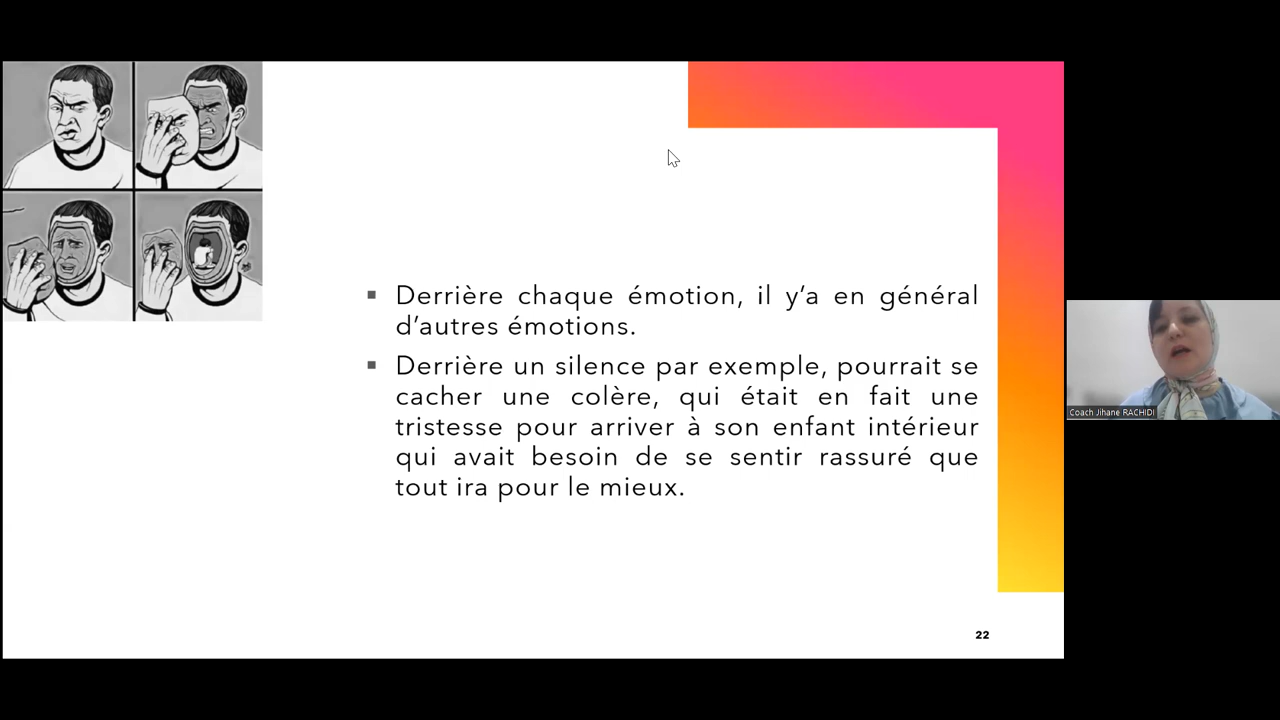 ▪ Derrière chaque émotion, il y’a en général
d’autres émotions.
▪ Derrière un silence par exemple, pourrait se
cacher une colère, qui était en fait une
tristesse pour arriver à son enfant intérieur
qui avait besoin de se sentir rassuré que
tout ira pour le mieux.
Coach Jihane RACHIDI
22